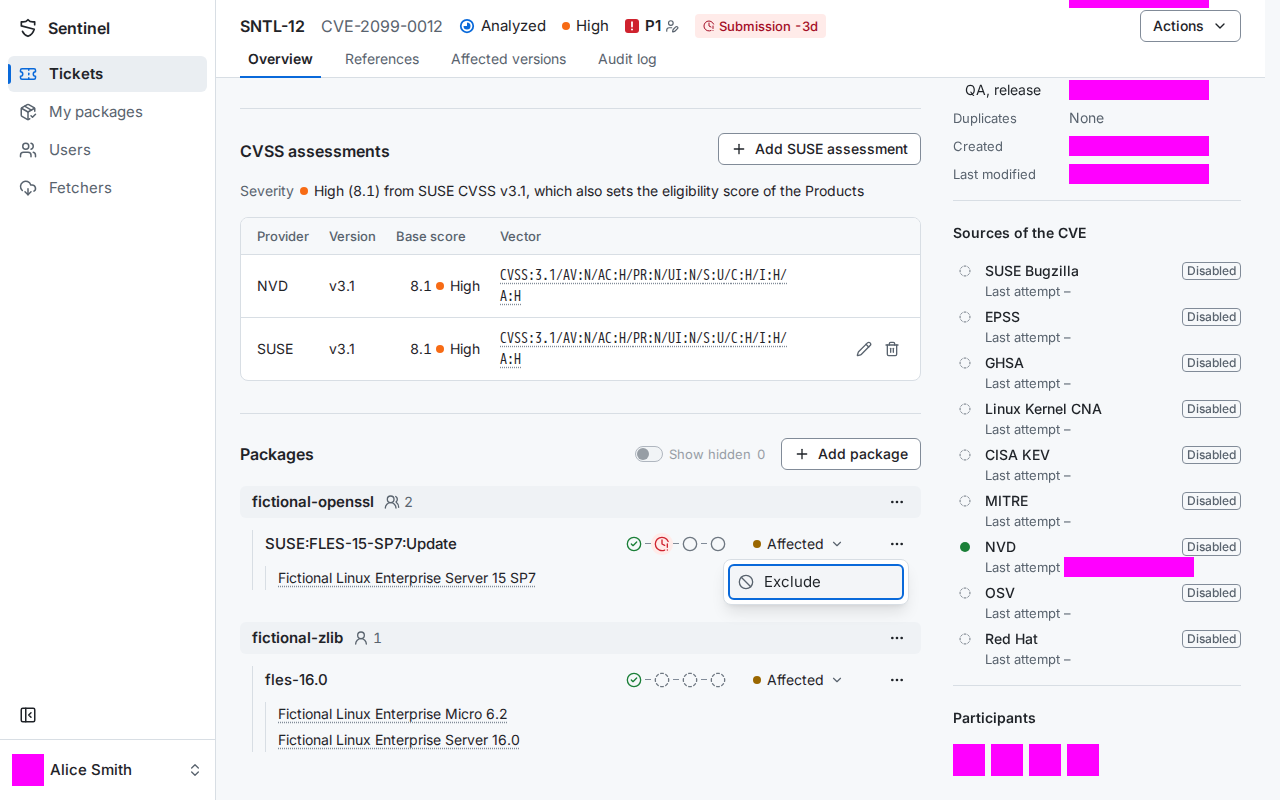 Sentinel
Tickets
My packages
Users
Fetchers
Alice Smith
SNTL-12 CVE-2099-0012 Analyzed High P1 Submission -3d
Actions
Overview References Affected versions Audit log
CVSS assessments
Add SUSE assessment
Severity High (8.1) from SUSE CVSS v3.1, which also sets the eligibility score of the Products
Provider Version Base score Vector
NVD v3.1 8.1 High CVSS:3.1/AV:N/AC:H/PR:N/UI:N/S:U/C:H/I:H/
A:H
SUSE v3.1 8.1 High CVSS:3.1/AV:N/AC:H/PR:N/UI:N/S:U/C:H/I:H/
A:H
Packages
Show hidden 0
Add package
fictional-openssl 2
SUSE:FLES-15-SP7:Update Affected
Exclude
Fictional Linux Enterprise Server 15 SP7
fictional-zlib 1
fles-16.0 Affected
Fictional Linux Enterprise Micro 6.2
Fictional Linux Enterprise Server 16.0
QA, release
Duplicates None
Created
Last modified
Sources of the CVE
SUSE Bugzilla Disabled
Last attempt –
EPSS Disabled
Last attempt –
GHSA Disabled
Last attempt –
Linux Kernel CNA Disabled
Last attempt –
CISA KEV Disabled
Last attempt –
MITRE Disabled
Last attempt –
NVD Disabled
Last attempt
OSV Disabled
Last attempt –
Red Hat Disabled
Last attempt –
Participants